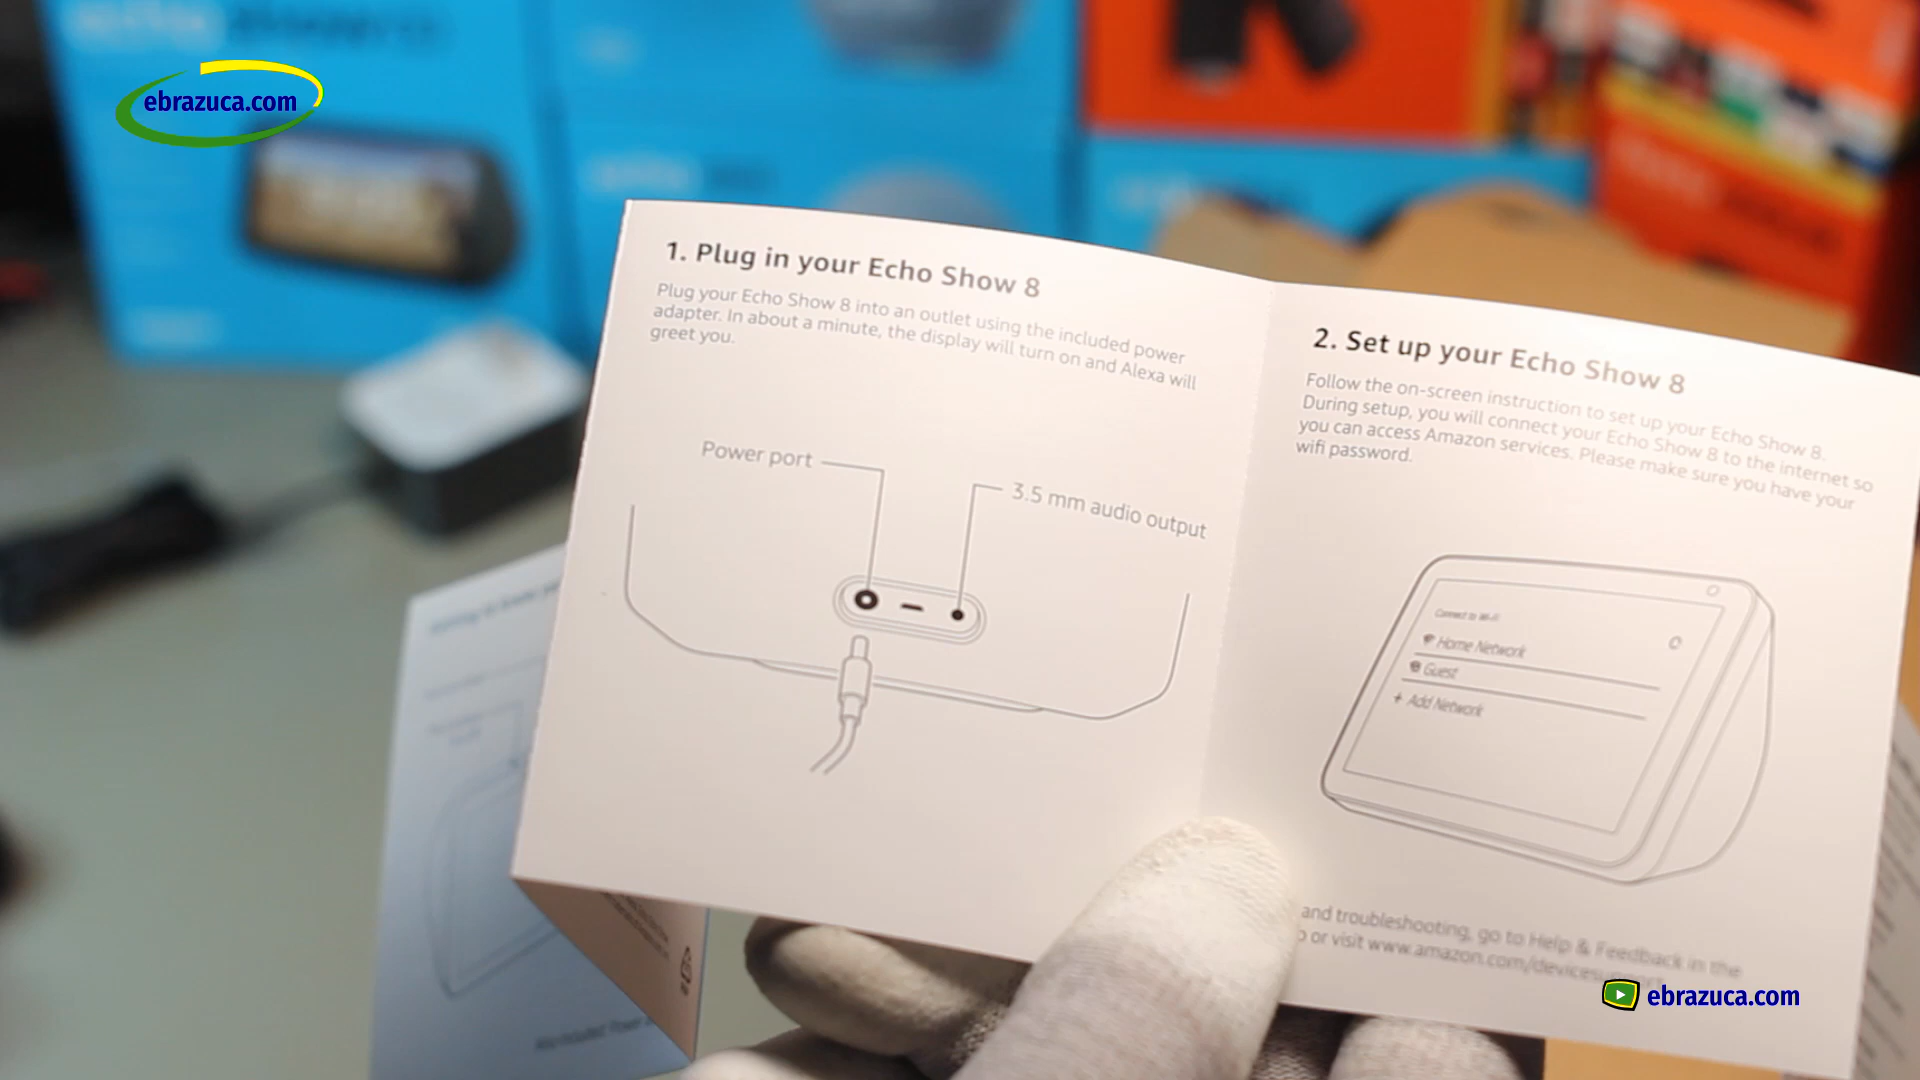 ebrazuca.com
1. Plug in your Echo Show 8
Plug your Echo Show 8 into an outlet using the included power
adapter. In about a minute, the display will turn on and Alexa will
greet you.
Power port
3.5 mm audio output
2. Set up your Echo Show 8
Follow the on-screen instruction to set up your Echo Show 8.
During setup, you will connect your Echo Show 8 to the internet so
you can access Amazon services. Please make sure you have your
wifi password.
Connect to Wi-Fi
Home Network
Guest
+ Add Network
and troubleshooting, go to Help & Feedback in the
or visit www.amazon.com/devices
ebrazuca.com